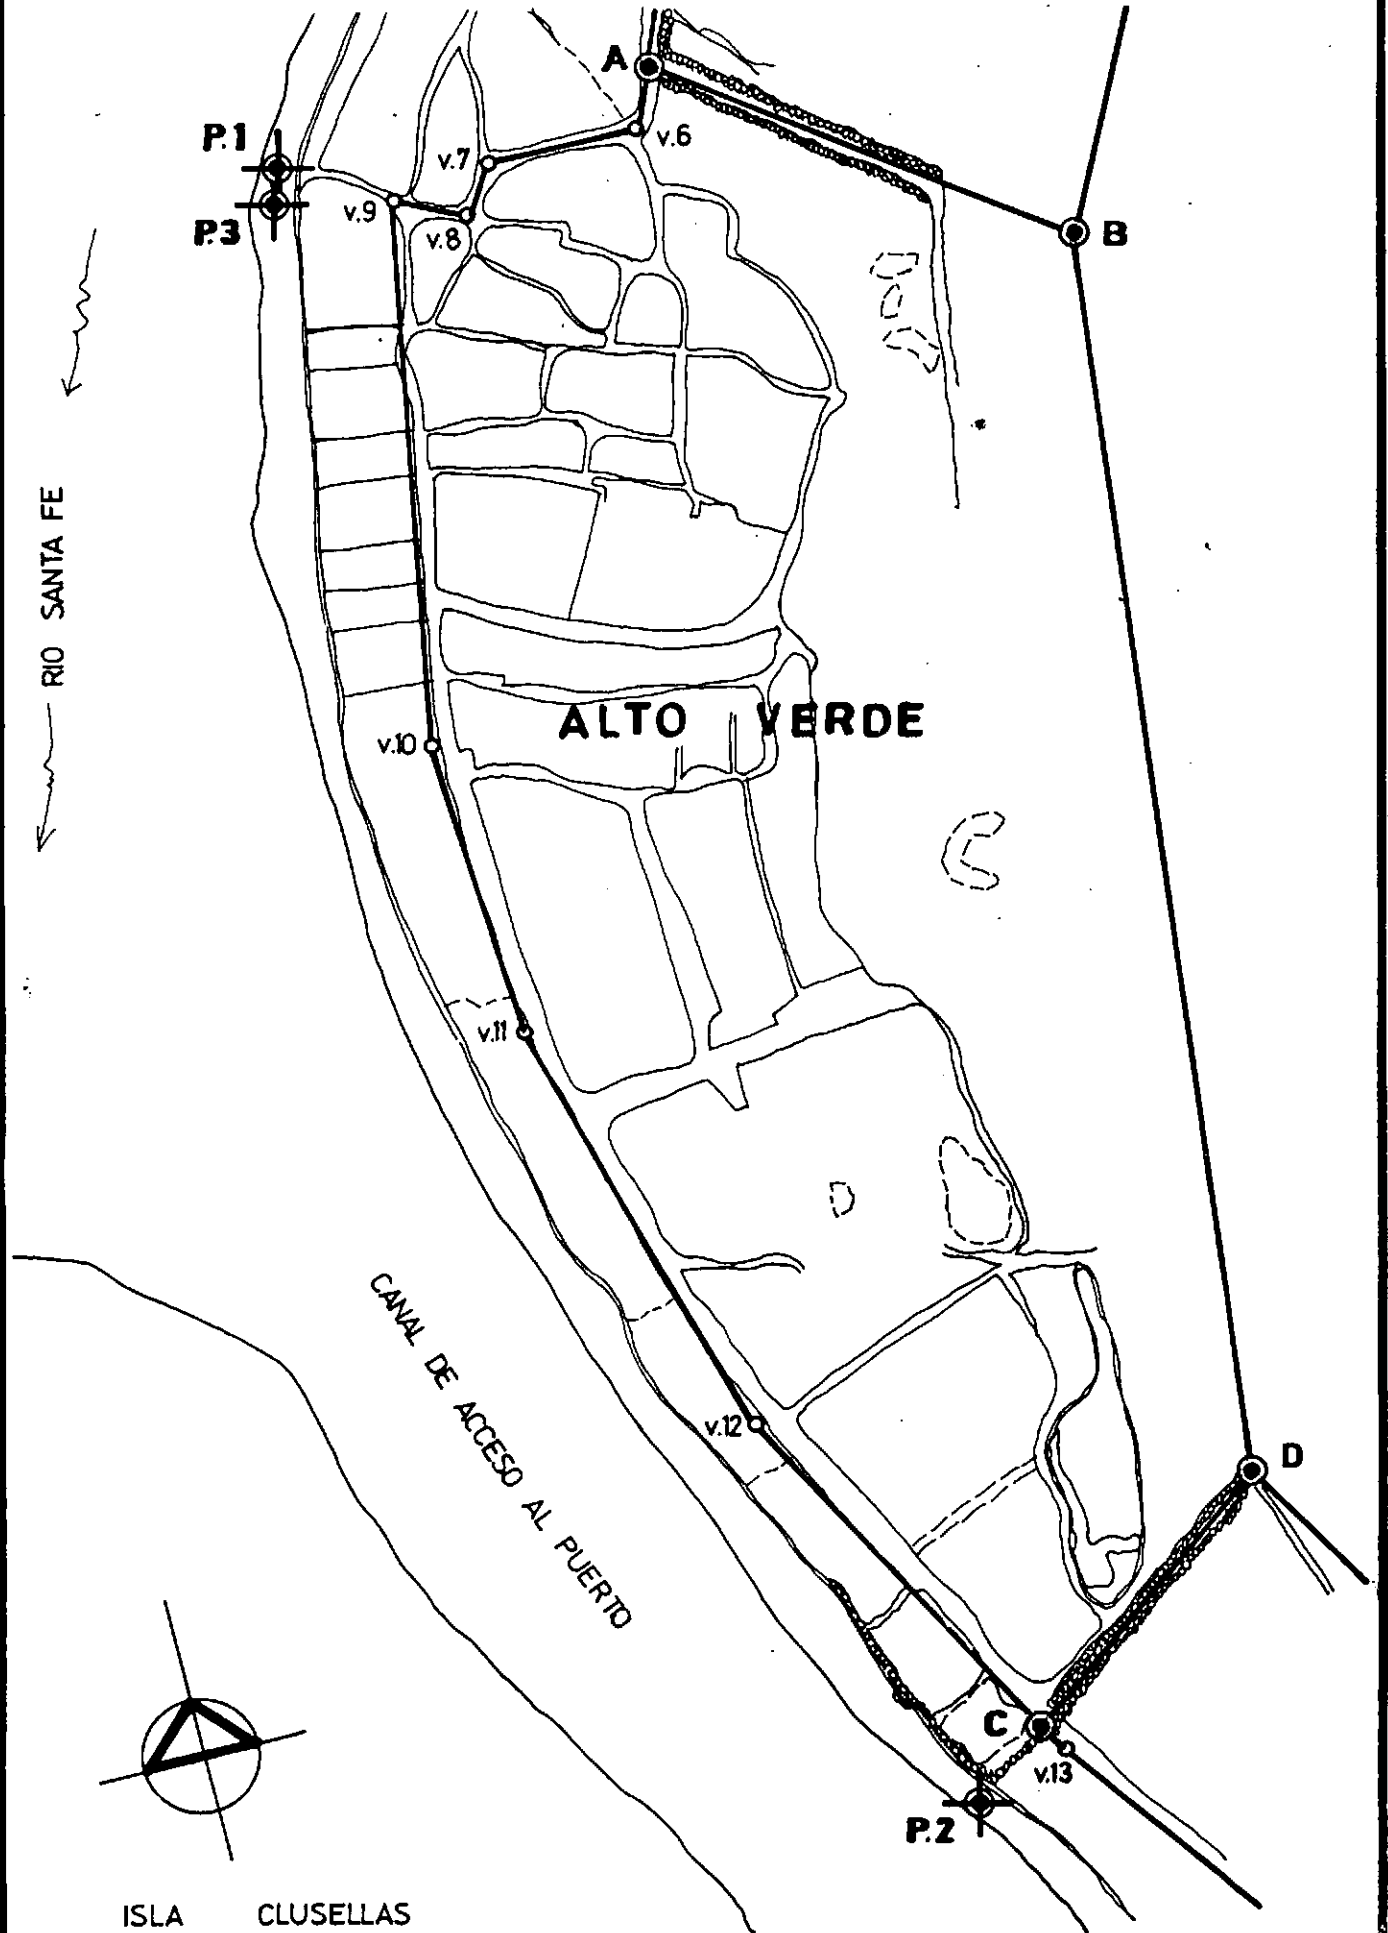 A
P.1
v.6
v.7
v.9
P.3
v.8
B
RIO SANTA FE
ALTO VERDE
v.10
v.11
CANAL DE ACCESO AL PUERTO
v.12
D
C
v.13
P.2
ISLA CLUSELLAS